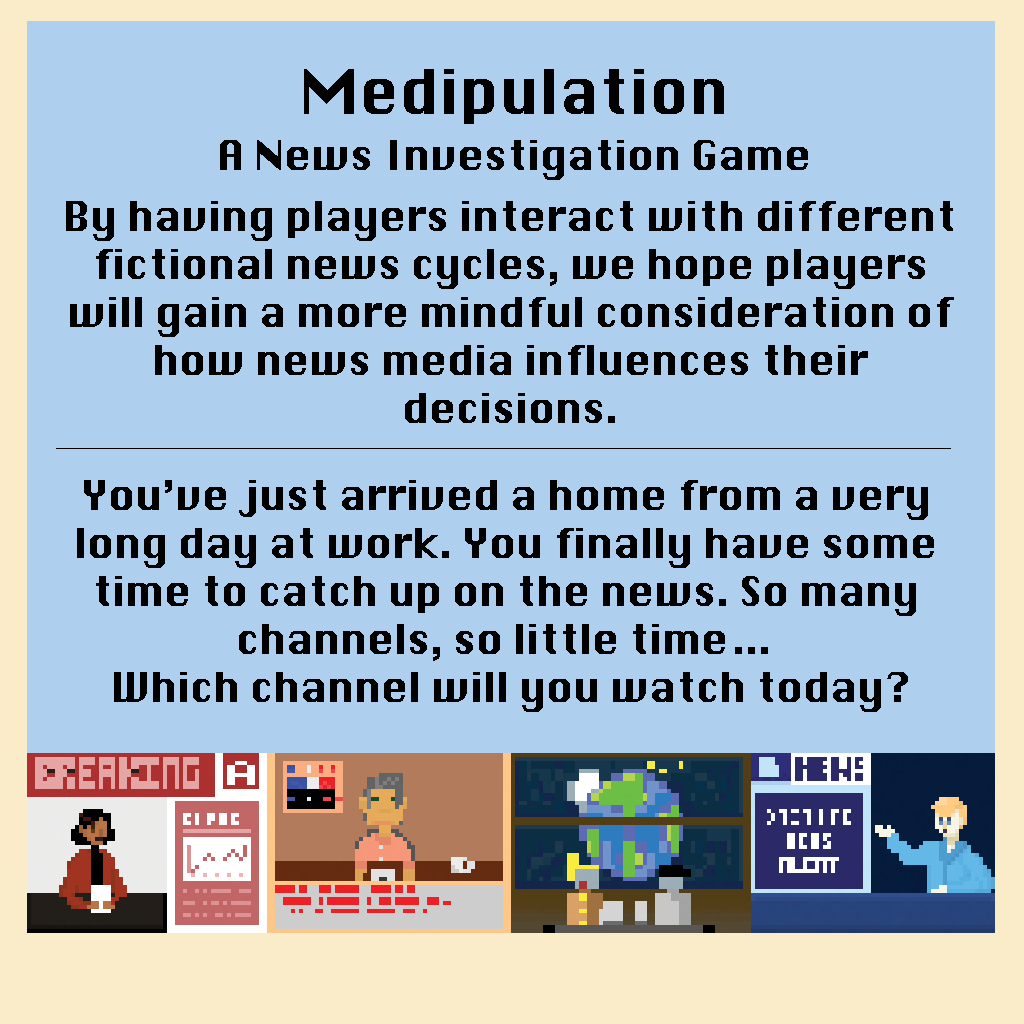 Medipulation
A News Investigation Game
By having players interact with different
fictional news cycles, we hope players
will gain a more mindful consideration of
how news media influences their
decisions.
You've just arrived a home from a very
long day at work. You finally have some
time to catch up on the news. So many
channels, so little time...
Which channel will you watch today?
BREAKING A
NEWS